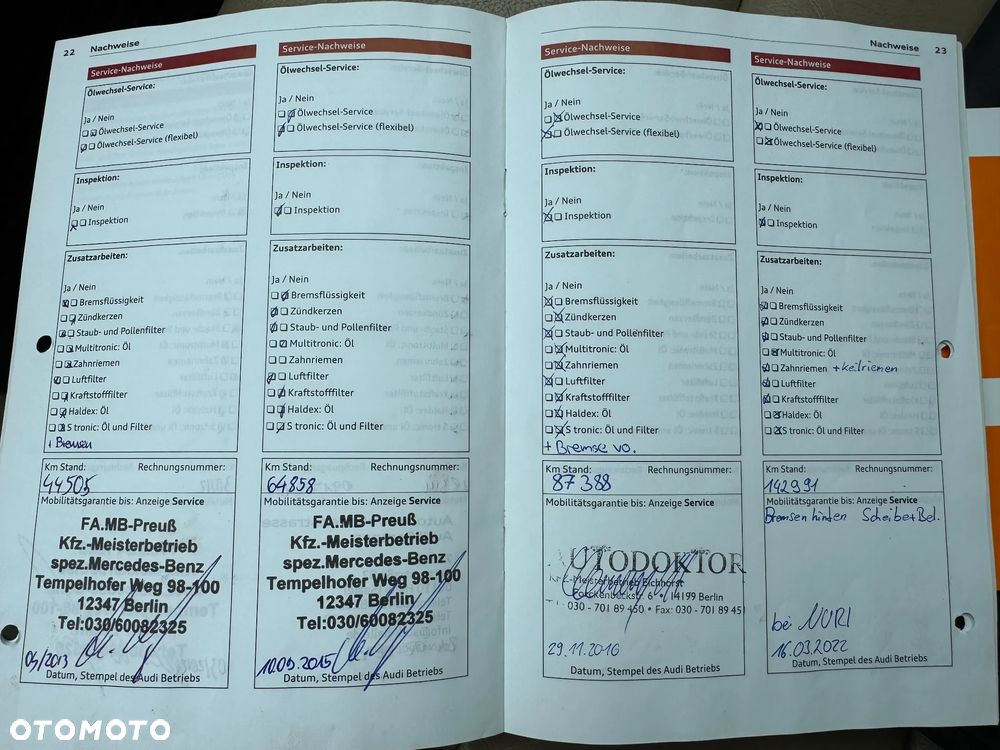 22 Nachweise
Service-Nachweise
Ölwechsel-Service:
Ja / Nein
Ölwechsel-Service
Ölwechsel-Service (flexibel)
Inspektion:
Ja / Nein
Inspektion
Zusatzarbeiten:
Ja / Nein
Bremsflüssigkeit
Zündkerzen
Staub- und Pollenfilter
Multitronic: Öl
Zahnriemen
Luftfilter
Kraftstofffilter
Haldex: Öl
S tronic: Öl und Filter
+ Bremsen
Km Stand: Rechnungsnummer:
44505
Mobilitätsgarantie bis: Anzeige Service
FA.MB-Preuß
Kfz.-Meisterbetrieb
spez.Mercedes-Benz
Tempelhofer Weg 98-100
12347 Berlin
Tel:030/60082325
04/2013
Datum, Stempel des Audi Betriebs
Service-Nachweise
Ölwechsel-Service:
Ja / Nein
Ölwechsel-Service
Ölwechsel-Service (flexibel)
Inspektion:
Ja / Nein
Inspektion
Zusatzarbeiten:
Ja / Nein
Bremsflüssigkeit
Zündkerzen
Staub- und Pollenfilter
Multitronic: Öl
Zahnriemen
Luftfilter
Kraftstofffilter
Haldex: Öl
S tronic: Öl und Filter
Km Stand: Rechnungsnummer:
64858
Mobilitätsgarantie bis: Anzeige Service
FA.MB-Preuß
Kfz.-Meisterbetrieb
spez.Mercedes-Benz
Tempelhofer Weg 98-100
12347 Berlin
Tel:030/60082325
10.09.2015
Datum, Stempel des Audi Betriebs
Nachweise 23
Service-Nachweise
Ölwechsel-Service:
Ja / Nein
Ölwechsel-Service
Ölwechsel-Service (flexibel)
Inspektion:
Ja / Nein
Inspektion
Zusatzarbeiten:
Ja / Nein
Bremsflüssigkeit
Zündkerzen
Staub- und Pollenfilter
Multitronic: Öl
Zahnriemen
Luftfilter
Kraftstofffilter
Haldex: Öl
S tronic: Öl und Filter
+ Bremse vo.
Km Stand: Rechnungsnummer:
87388
Mobilitätsgarantie bis: Anzeige Service
UTODOKTOR
Meisterbetrieb Eichhorst
Forckenbeckstr. 6 • 14199 Berlin
030 - 701 89 450 • Fax: 030 - 701 89 451
29.11.2016
Datum, Stempel des Audi Betriebs
Service-Nachweise
Ölwechsel-Service:
Ja / Nein
Ölwechsel-Service
Ölwechsel-Service (flexibel)
Inspektion:
Ja / Nein
Inspektion
Zusatzarbeiten:
Ja / Nein
Bremsflüssigkeit
Zündkerzen
Staub- und Pollenfilter
Multitronic: Öl
Zahnriemen + keilriemen
Luftfilter
Kraftstofffilter
Haldex: Öl
S tronic: Öl und Filter
Km Stand: Rechnungsnummer:
142991
Mobilitätsgarantie bis: Anzeige Service
Bremsen hinten Scheibe+Bel.
bei NURI
16.03.2022
Datum, Stempel des Audi Betriebs
OTOMOTO